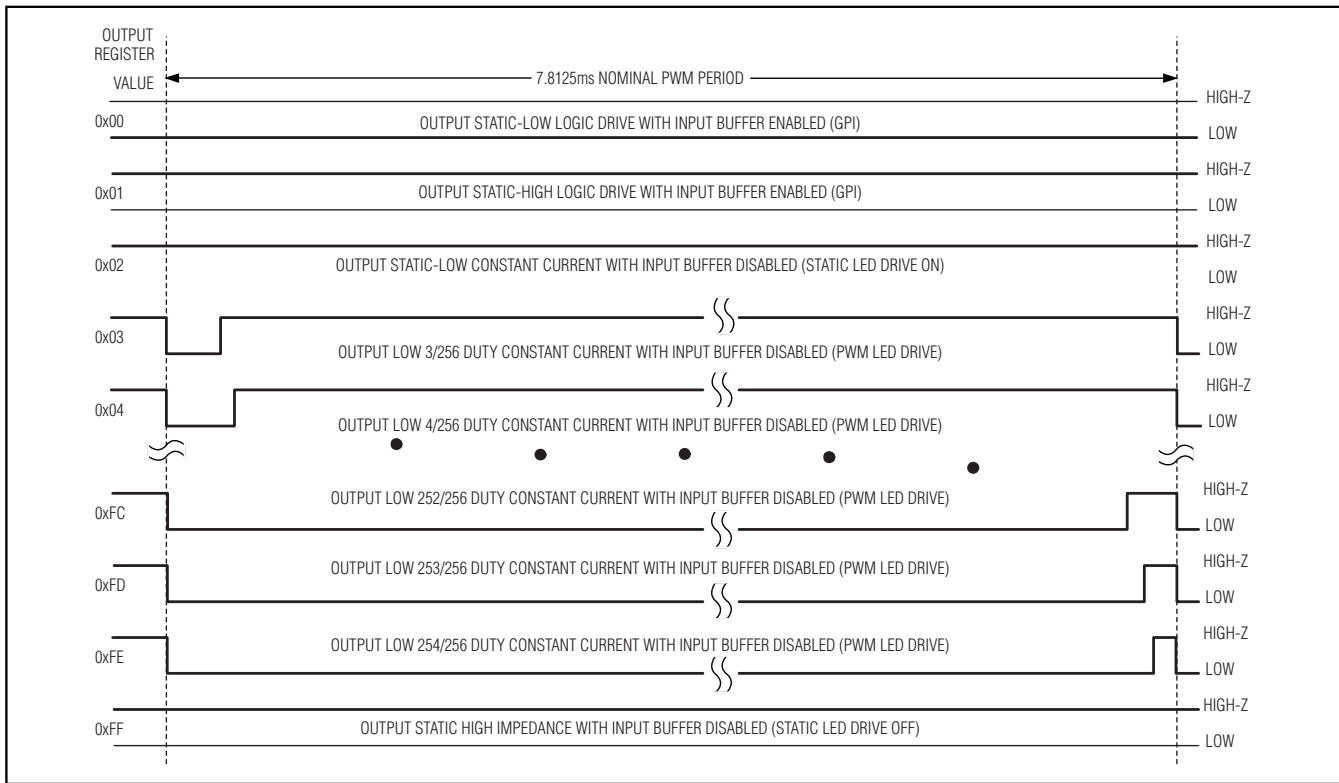 OUTPUT
REGISTER
VALUE
7.8125ms NOMINAL PWM PERIOD
HIGH-Z
0x00
OUTPUT STATIC-LOW LOGIC DRIVE WITH INPUT BUFFER ENABLED (GPI)
LOW
HIGH-Z
0x01
OUTPUT STATIC-HIGH LOGIC DRIVE WITH INPUT BUFFER ENABLED (GPI)
LOW
HIGH-Z
0x02
OUTPUT STATIC-LOW CONSTANT CURRENT WITH INPUT BUFFER DISABLED (STATIC LED DRIVE ON)
LOW
HIGH-Z
0x03
OUTPUT LOW 3/256 DUTY CONSTANT CURRENT WITH INPUT BUFFER DISABLED (PWM LED DRIVE)
LOW
HIGH-Z
0x04
OUTPUT LOW 4/256 DUTY CONSTANT CURRENT WITH INPUT BUFFER DISABLED (PWM LED DRIVE)
LOW
HIGH-Z
0xFC
OUTPUT LOW 252/256 DUTY CONSTANT CURRENT WITH INPUT BUFFER DISABLED (PWM LED DRIVE)
LOW
HIGH-Z
0xFD
OUTPUT LOW 253/256 DUTY CONSTANT CURRENT WITH INPUT BUFFER DISABLED (PWM LED DRIVE)
LOW
HIGH-Z
0xFE
OUTPUT LOW 254/256 DUTY CONSTANT CURRENT WITH INPUT BUFFER DISABLED (PWM LED DRIVE)
LOW
HIGH-Z
0xFF
OUTPUT STATIC HIGH IMPEDANCE WITH INPUT BUFFER DISABLED (STATIC LED DRIVE OFF)
LOW